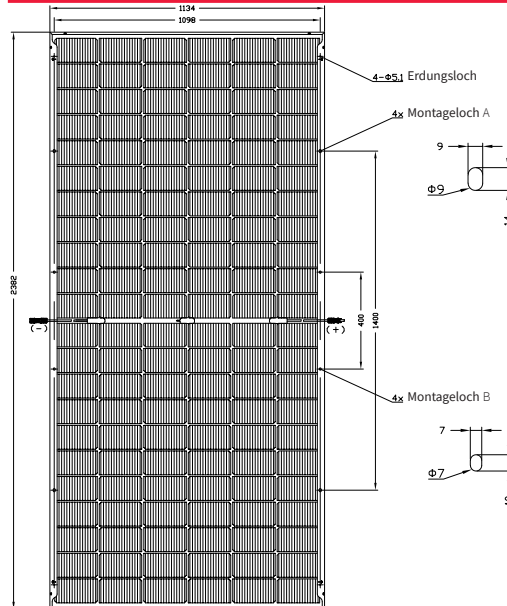 1134
1098
4-Φ5.1 Erdungsloch
4x Montageloch A
9
Φ9
2382
400
1400
(-)
(+)
4x Montageloch B
7
Φ7